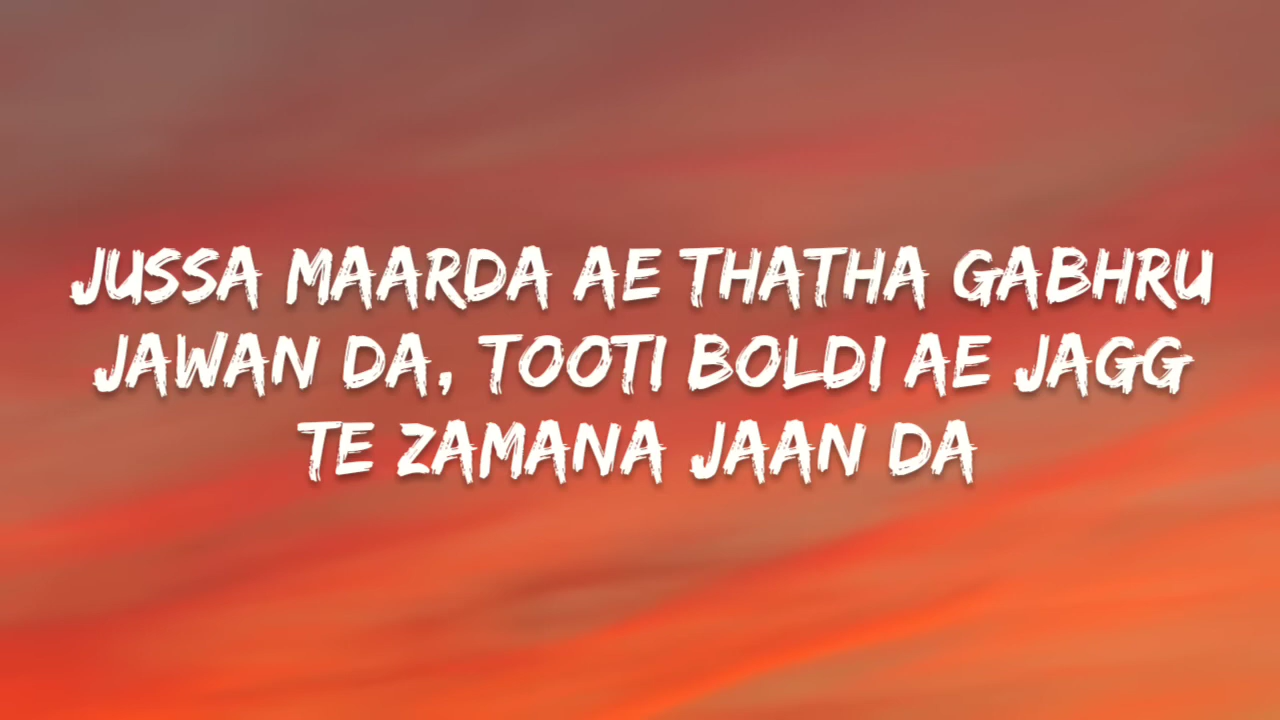 JUSSA MAARDA AE THATHA GABHRU
JAWAN DA, TOOTI BOLDI AE JAGG
TE ZAMANA JAAN DA